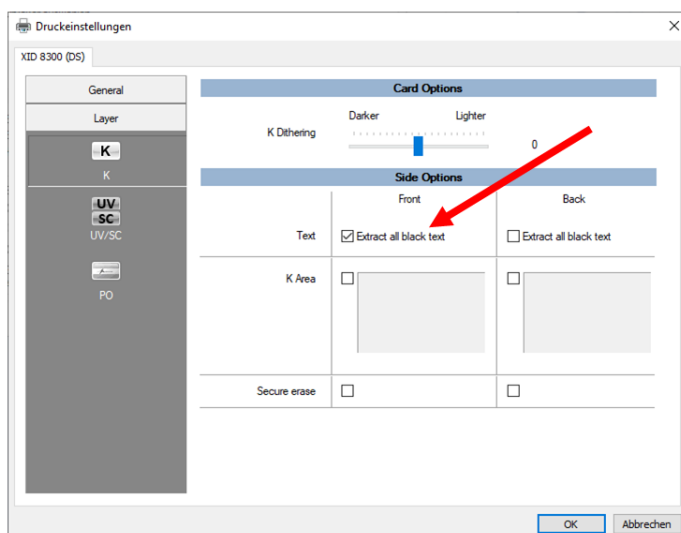 Druckeinstellungen
XID 8300 (DS)
General
Layer
K
K
UV
SC
UV/SC
PO
Card Options
Darker Lighter
K Dithering 0
Side Options
Front Back
Text Extract all black text Extract all black text
K Area
Secure erase
OK Abbrechen